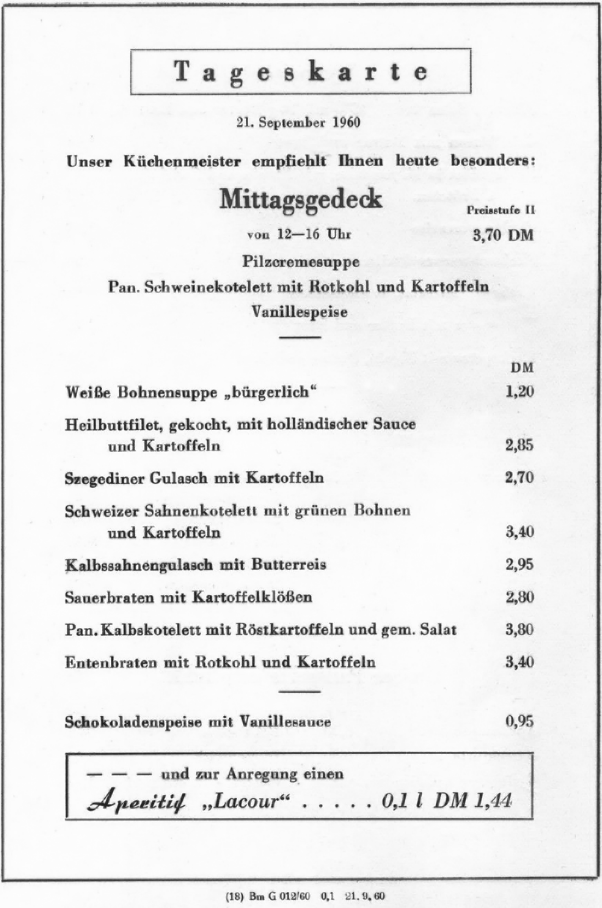 Tageskarte
21. September 1960
Unser Küchenmeister empfiehlt Ihnen heute besonders:
Mittagsgedeck
Preisstufe II
von 12—16 Uhr 3,70 DM
Pilzcremesuppe
Pan. Schweinekotelett mit Rotkohl und Kartoffeln
Vanillespeise
DM
Weiße Bohnensuppe „bürgerlich“ 1,20
Heilbuttfilet, gekocht, mit holländischer Sauce
und Kartoffeln 2,85
Szegediner Gulasch mit Kartoffeln 2,70
Schweizer Sahnenkotelett mit grünen Bohnen
und Kartoffeln 3,40
Kalbssahnengulasch mit Butterreis 2,95
Sauerbraten mit Kartoffelklößen 2,80
Pan. Kalbskotelett mit Röstkartoffeln und gem. Salat 3,80
Entenbraten mit Rotkohl und Kartoffeln 3,40
Schokoladenspeise mit Vanillesauce 0,95
— — — und zur Anregung einen
Aperitif „Lacour“ . . . . . 0,1 l DM 1,44
(18) Bm G 012/60 0,1 21. 9. 60